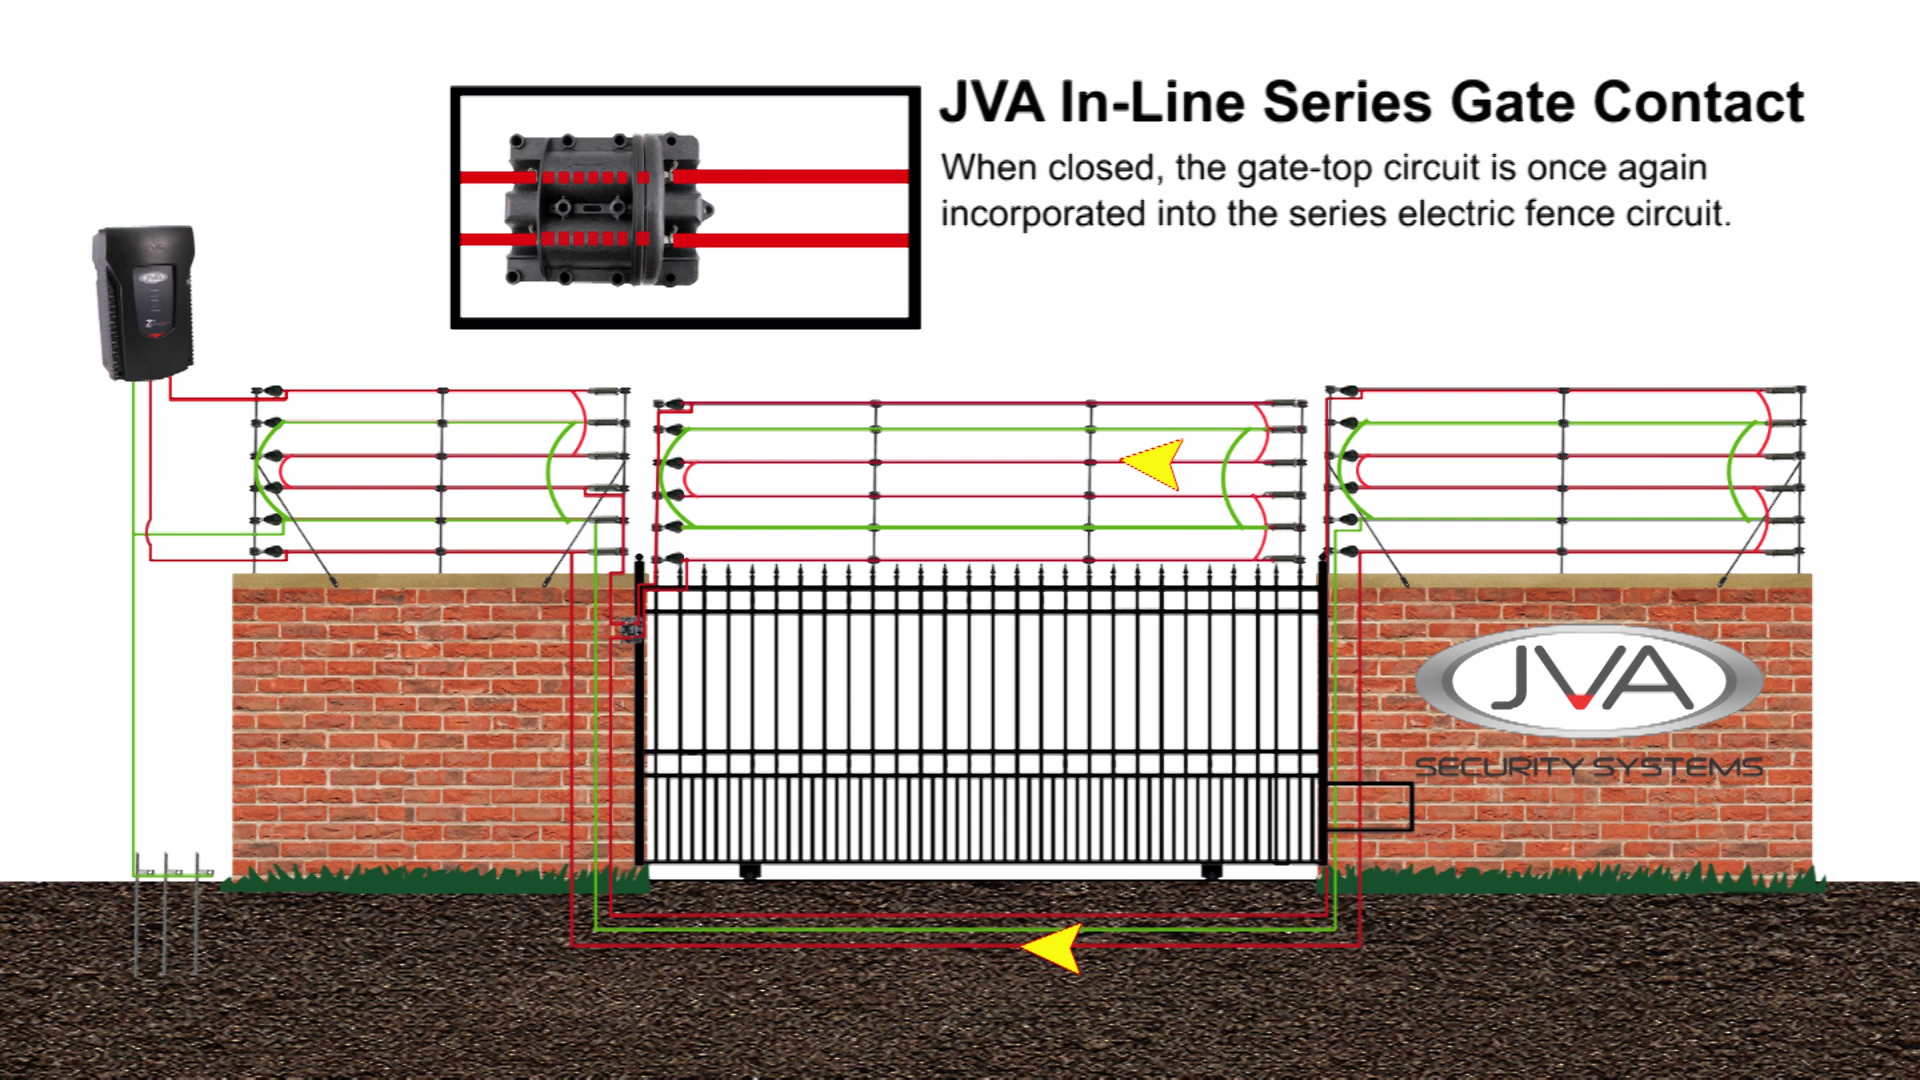 JVA In-Line Series Gate Contact
When closed, the gate-top circuit is once again
incorporated into the series electric fence circuit.
JVA
JVA
SECURITY SYSTEMS